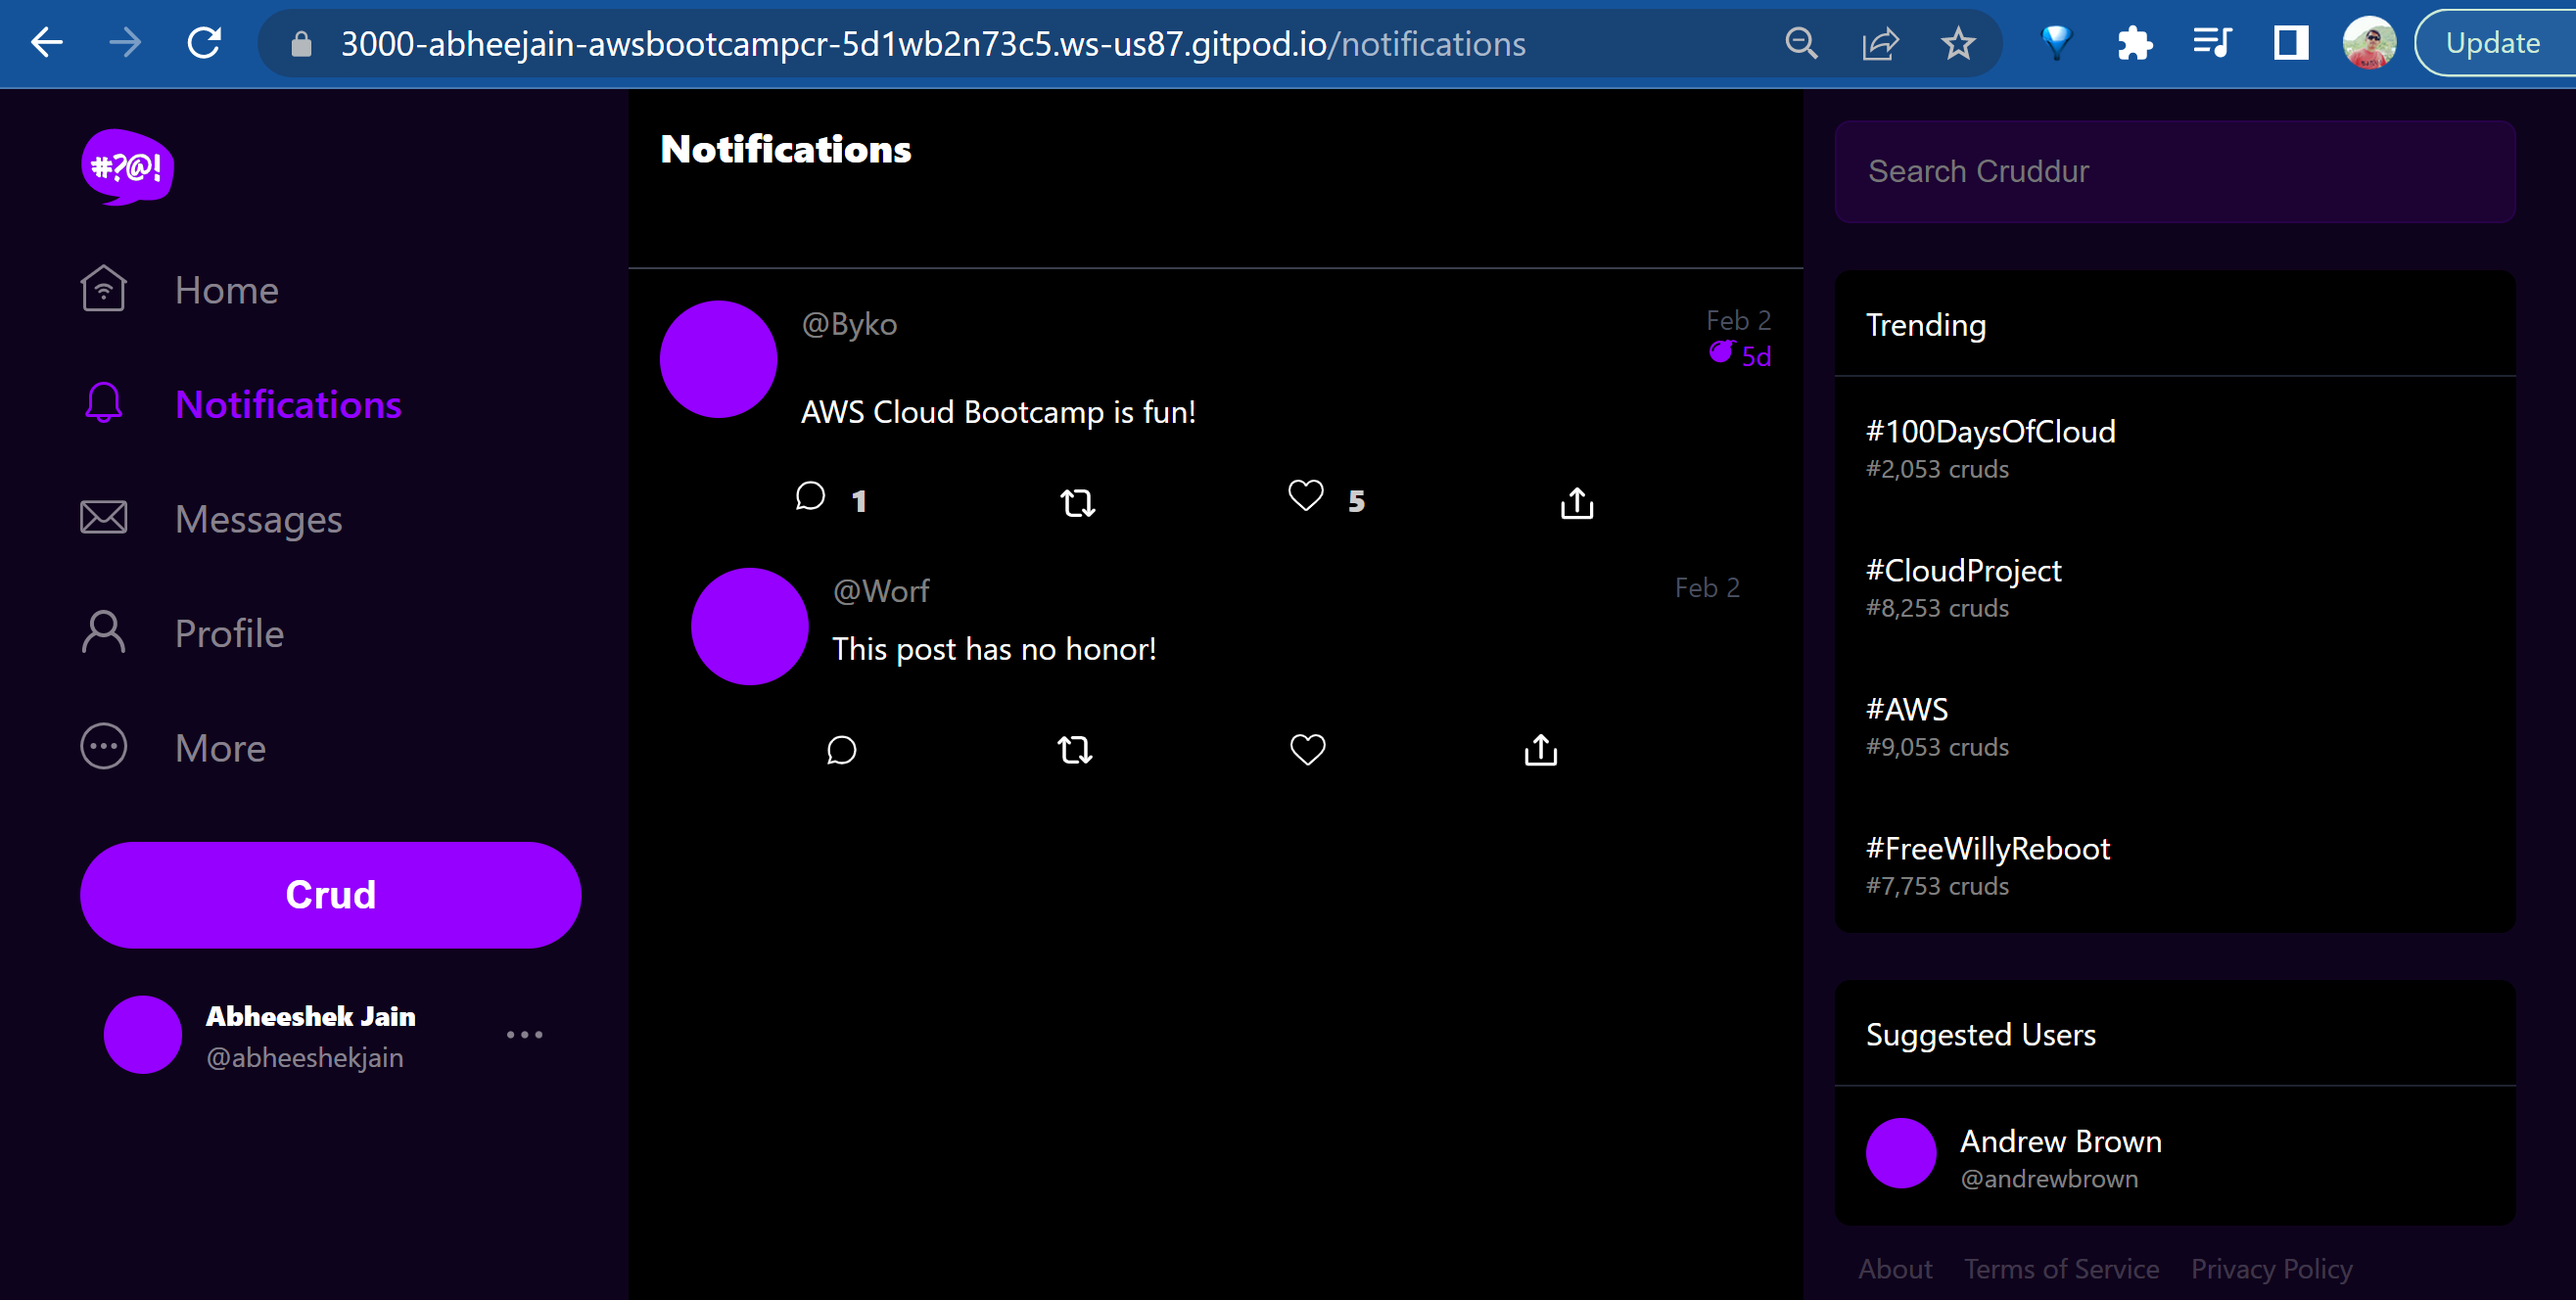 3000-abheejain-awsbootcampcr-5d1wb2n73c5.ws-us87.gitpod.io/notifications
Update
#?@!
Home
Notifications
Messages
Profile
More
Crud
Abheeshek Jain
@abheeshekjain
Notifications
@Byko
Feb 2
5d
AWS Cloud Bootcamp is fun!
1
5
@Worf
Feb 2
This post has no honor!
Search Cruddur
Trending
#100DaysOfCloud
#2,053 cruds
#CloudProject
#8,253 cruds
#AWS
#9,053 cruds
#FreeWillyReboot
#7,753 cruds
Suggested Users
Andrew Brown
@andrewbrown
About Terms of Service Privacy Policy